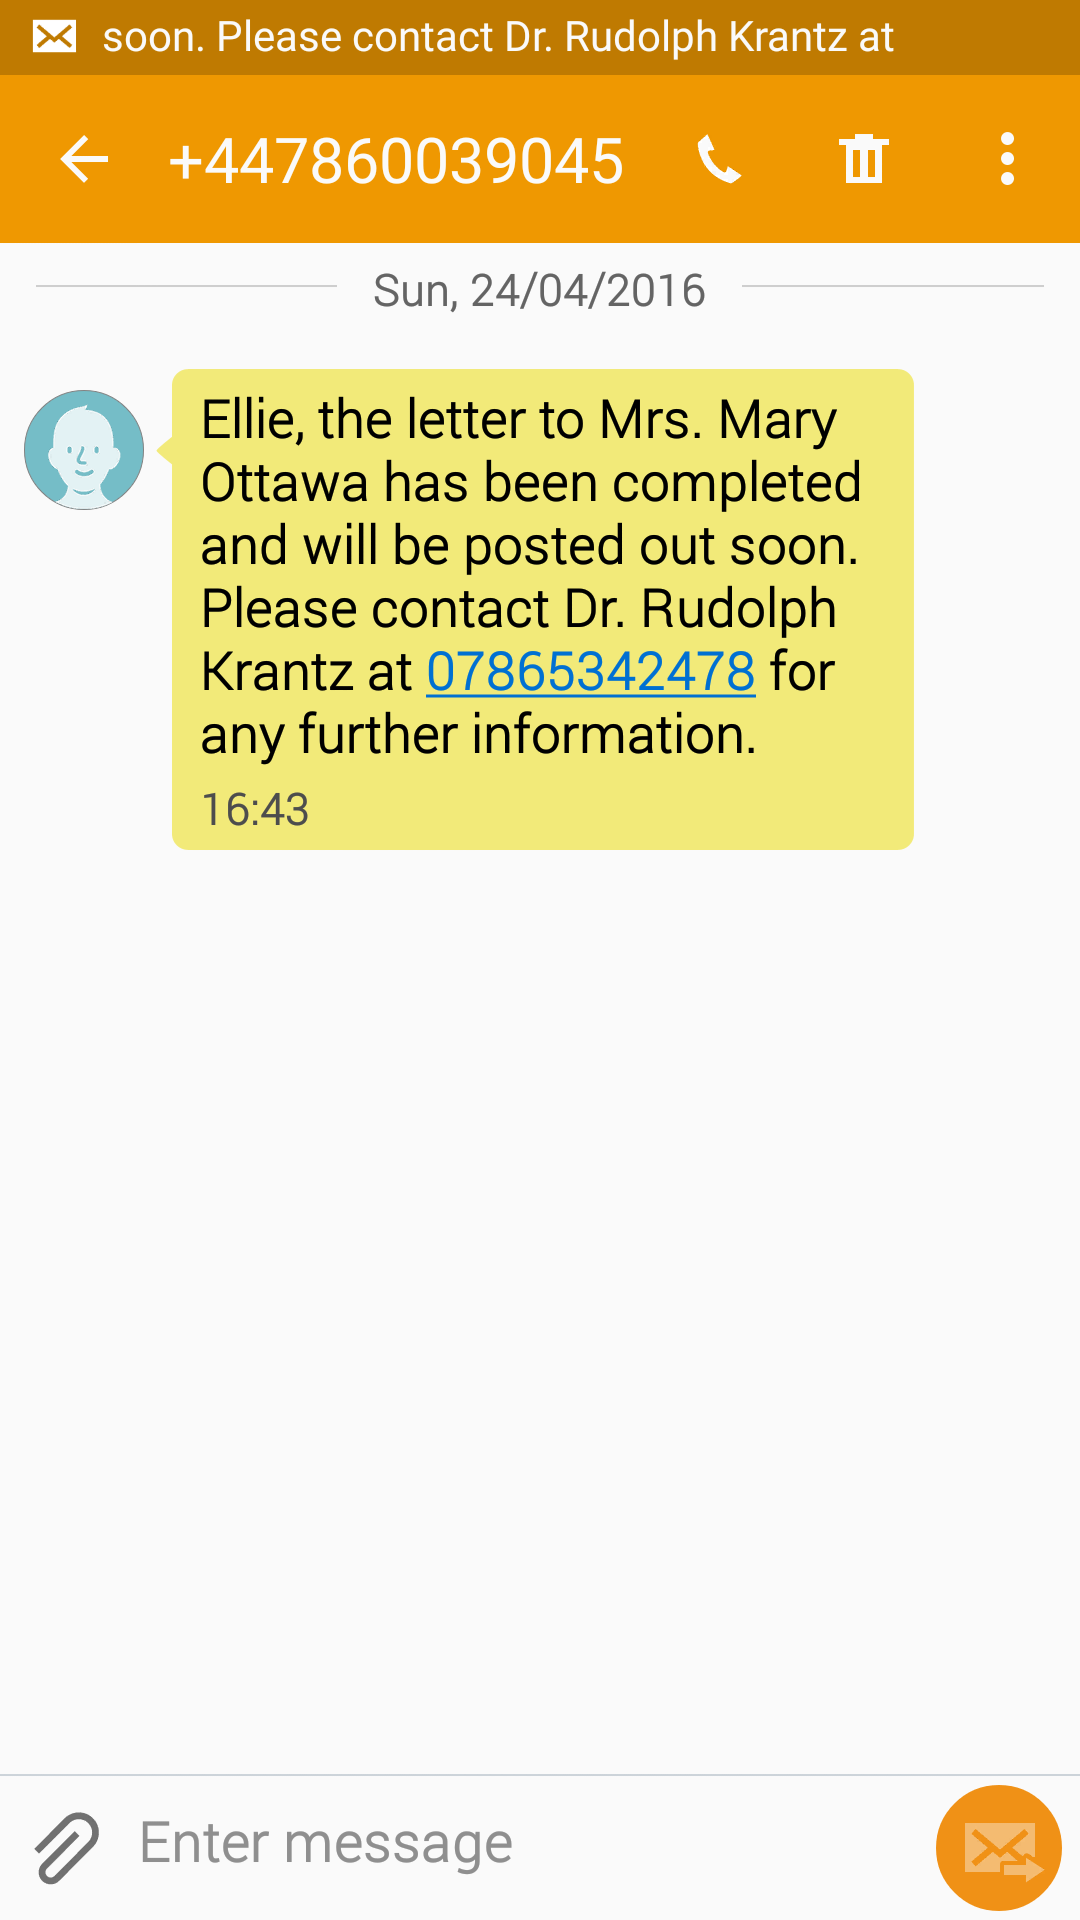 soon. Please contact Dr. Rudolph Krantz at
+447860039045
Sun, 24/04/2016
Ellie, the letter to Mrs. Mary
Ottawa has been completed
and will be posted out soon.
Please contact Dr. Rudolph
Krantz at 07865342478 for
any further information.
16:43
Enter message